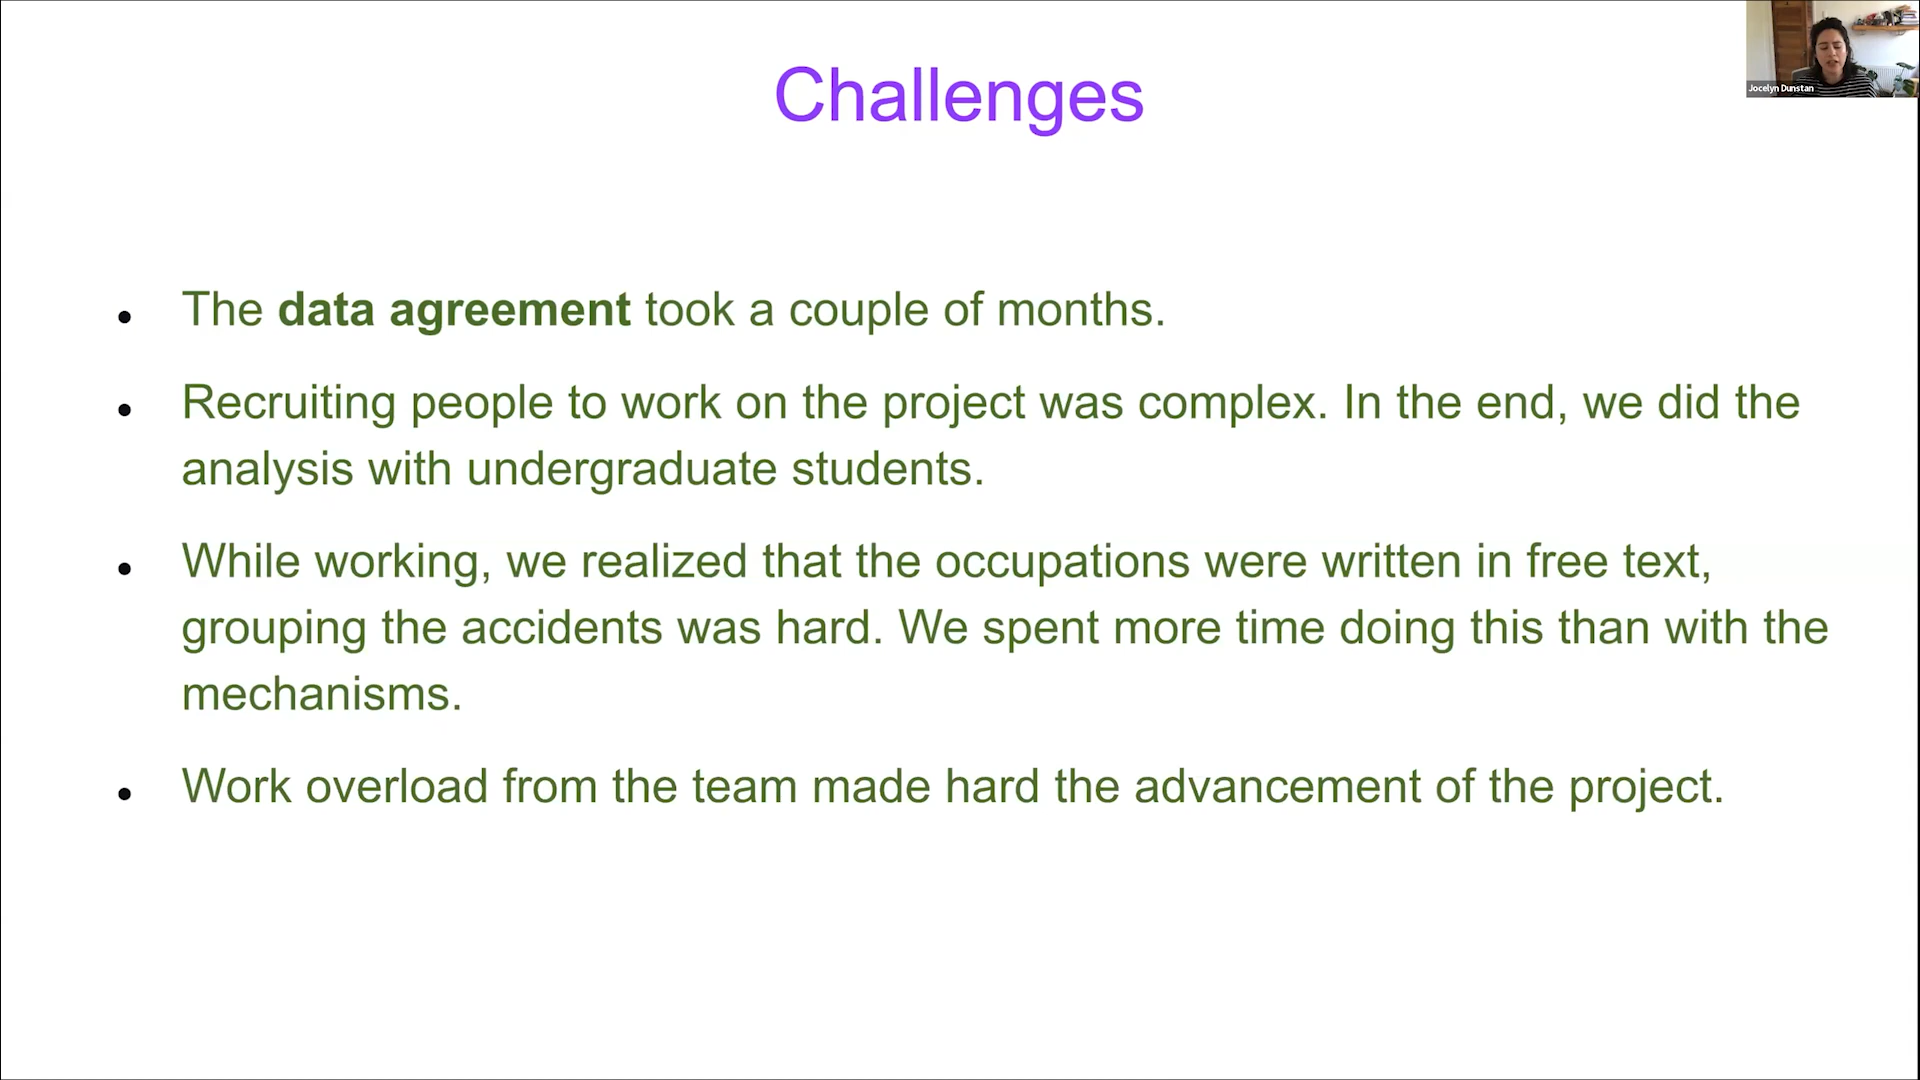 Challenges
Jocelyn Dunstan
• The data agreement took a couple of months.
• Recruiting people to work on the project was complex. In the end, we did the
analysis with undergraduate students.
• While working, we realized that the occupations were written in free text,
grouping the accidents was hard. We spent more time doing this than with the
mechanisms.
• Work overload from the team made hard the advancement of the project.